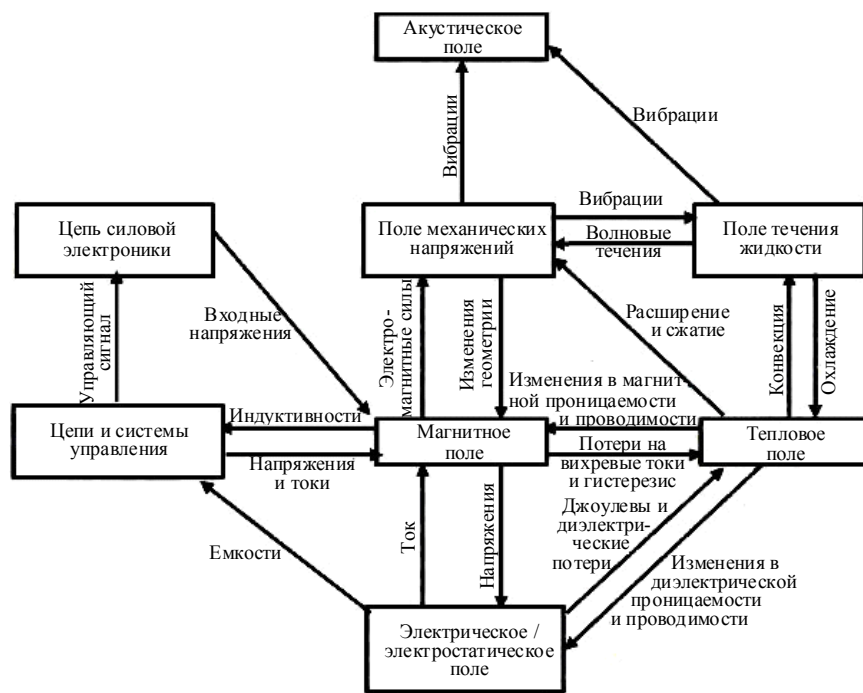 Акустическое
поле
Вибрации
Вибрации
Цепь силовой
электроники
Поле механических
напряжений
Вибрации
Волновые
течения
Поле течения
жидкости
Управляющий
сигнал
Входные
напряжения
Электро-
магнитные силы
Изменения
геометрии
Расширение
и сжатие
Конвекция
Охлаждение
Изменения в магнит-
ной проницаемости
и проводимости
Индуктивности
Цепи и системы
управления
Магнитное
поле
Тепловое
поле
Напряжения
и токи
Потери на
вихревые токи
и гистерезис
Джоулевы и
диэлектри-
ческие
потери
Емкости
Ток
Напряжения
Изменения в
диэлектрической
проницаемости
и проводимости
Электрическое /
электростатическое
поле